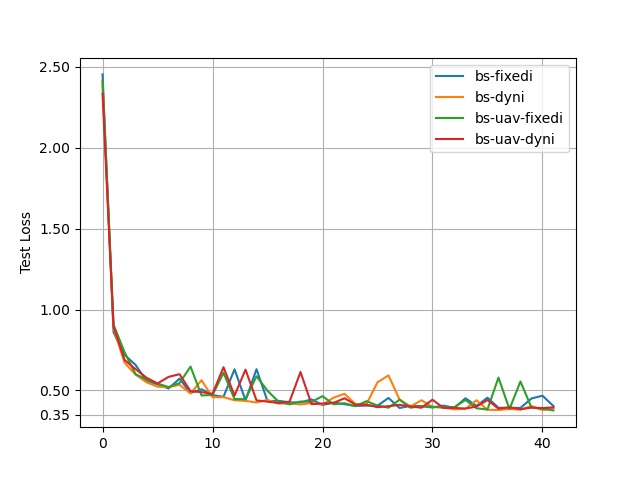 2.50
2.00
1.50
1.00
0.50
0.35
Test Loss
bs-fixedi
bs-dyni
bs-uav-fixedi
bs-uav-dyni
0 10 20 30 40